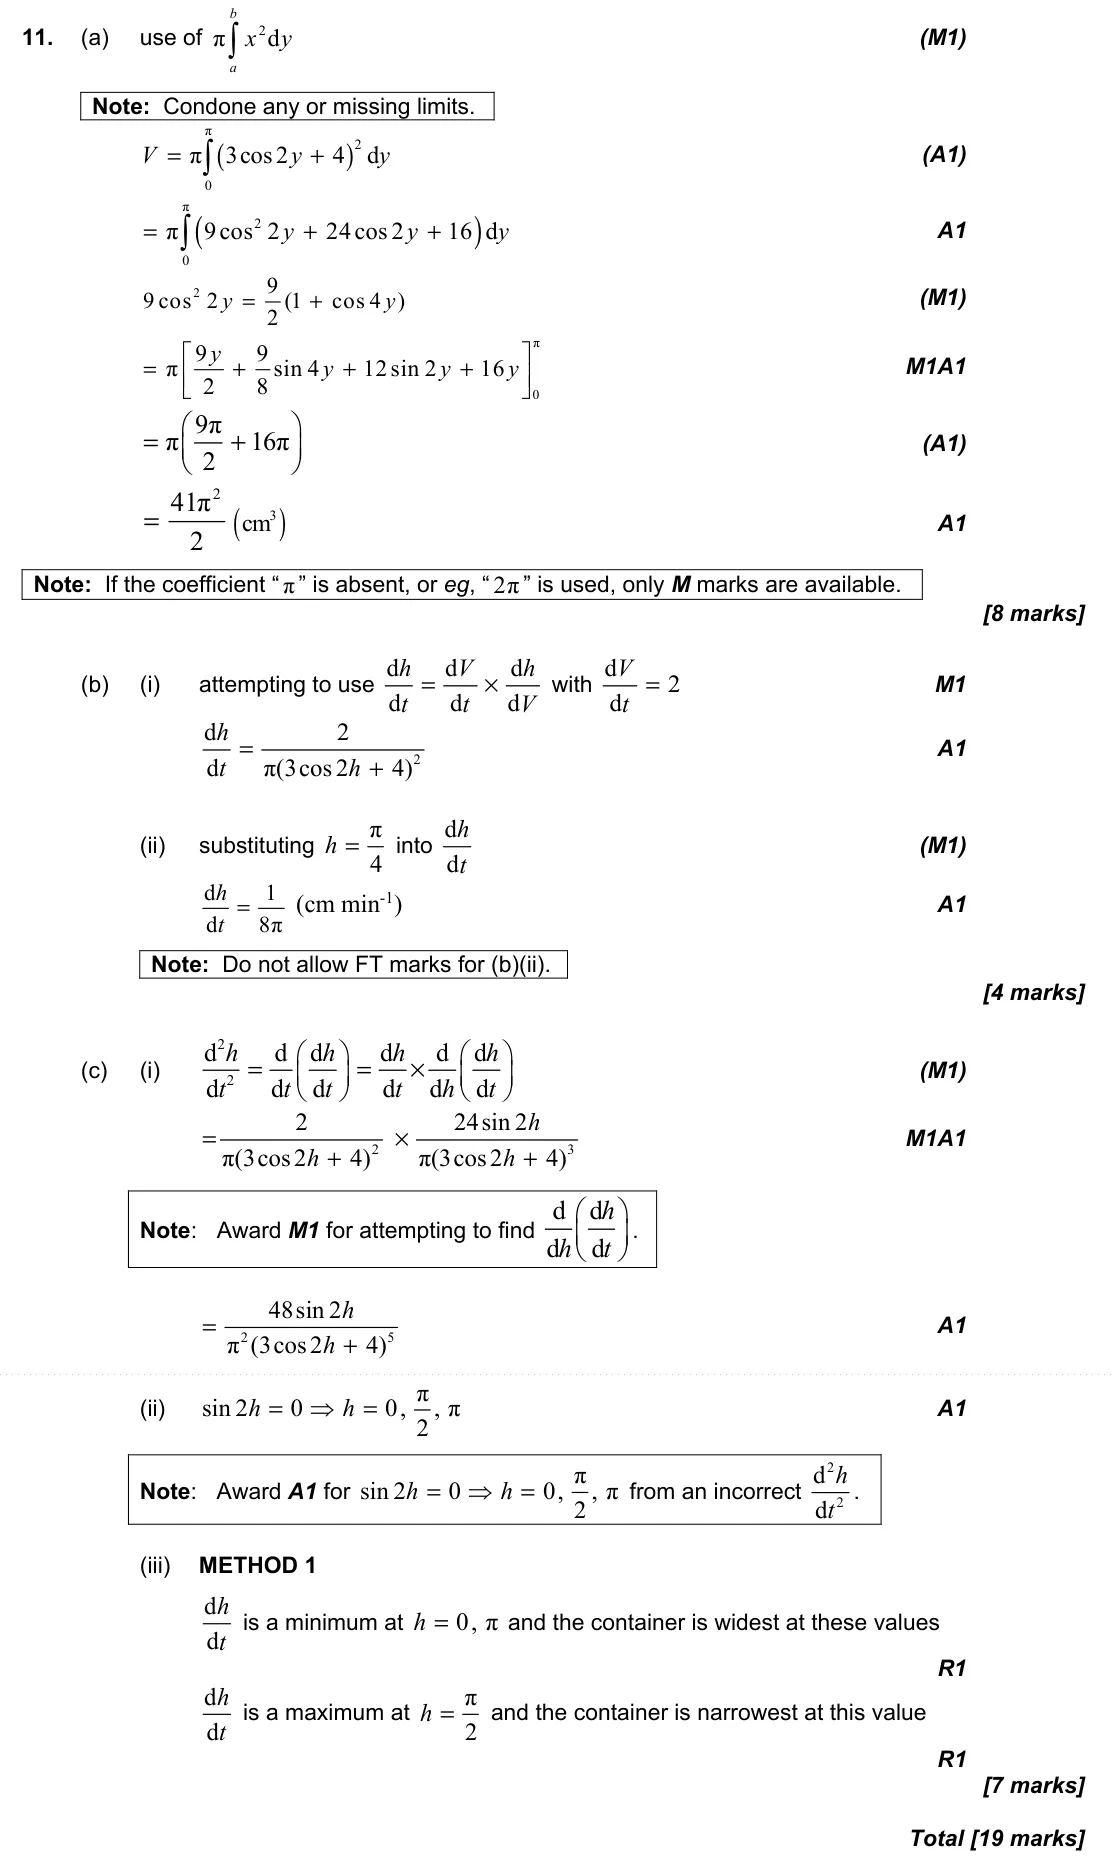 11. (a) use of π∫ₐᵇ x²dy (M1)
Note: Condone any or missing limits.
V = π∫₀^π (3cos2y + 4)² dy (A1)
= π∫₀^π (9cos² 2y + 24cos2y + 16)dy A1
9cos² 2y = 9/2 (1 + cos4y) (M1)
= π[9y/2 + 9/8 sin4y + 12sin2y + 16y]₀^π M1A1
= π(9π/2 + 16π) (A1)
= 41π²/2 (cm³) A1
Note: If the coefficient “π” is absent, or eg, “2π” is used, only M marks are available.
[8 marks]
(b) (i) attempting to use dh/dt = dV/dt × dh/dV with dV/dt = 2 M1
dh/dt = 2/(π(3cos2h + 4)²) A1
(ii) substituting h = π/4 into dh/dt (M1)
dh/dt = 1/8π (cm min⁻¹) A1
Note: Do not allow FT marks for (b)(ii).
[4 marks]
(c) (i) d²h/dt² = d/dt(dh/dt) = dh/dt × d/dh(dh/dt) (M1)
= 2/(π(3cos2h + 4)²) × 24sin2h/(π(3cos2h + 4)³) M1A1
Note: Award M1 for attempting to find d/dh(dh/dt).
= 48sin2h/(π²(3cos2h + 4)⁵) A1
(ii) sin2h = 0 ⇒ h = 0, π/2, π A1
Note: Award A1 for sin2h = 0 ⇒ h = 0, π/2, π from an incorrect d²h/dt².
(iii) METHOD 1
dh/dt is a minimum at h = 0, π and the container is widest at these values
R1
dh/dt is a maximum at h = π/2 and the container is narrowest at this value
R1
[7 marks]
Total [19 marks]